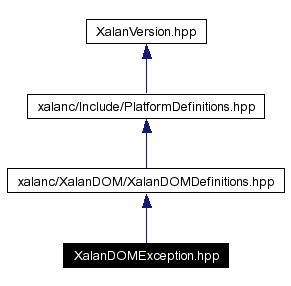 XalanVersion.hpp
xalanc/Include/PlatformDefinitions.hpp
xalanc/XalanDOM/XalanDOMDefinitions.hpp
XalanDOMException.hpp